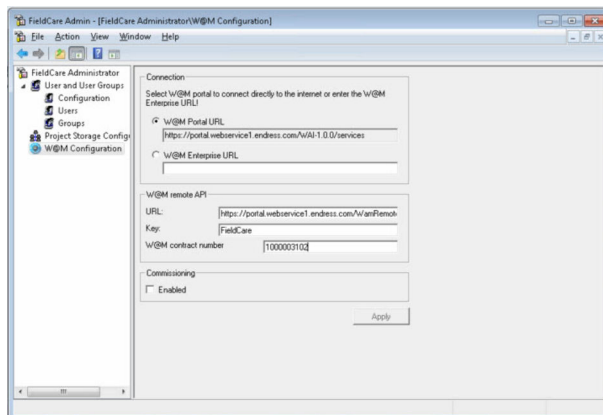 FieldCare Admin - [FieldCare Administrator\W@M Configuration]
File Action View Window Help
FieldCare Administrator
User and User Groups
Configuration
Users
Groups
Project Storage Config
W@M Configuration
Connection
Select W@M portal to connect directly to the internet or enter the W@M
Enterprise URL!
W@M Portal URL
https://portal.webservice1.endress.com/WAI-1.0.0/services
W@M Enterprise URL
W@M remote API
URL: https://portal.webservice1.endress.com/WamRemot
Key: FieldCare
W@M contract number 1000003102
Commissioning
Enabled
Apply